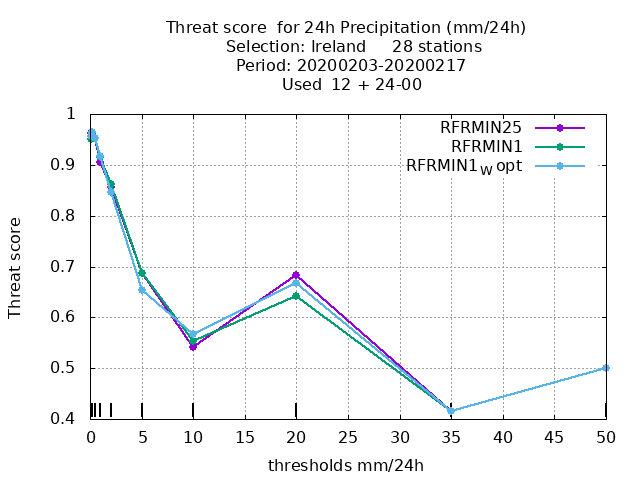 Threat score  for 24h Precipitation (mm/24h)
Selection: Ireland     28 stations
Period: 20200203-20200217
Used  12 + 24-00
RFRMIN25
RFRMIN1
RFRMIN1W opt
Threat score
1
0.9
0.8
0.7
0.6
0.5
0.4
0 5 10 15 20 25 30 35 40 45 50
thresholds mm/24h